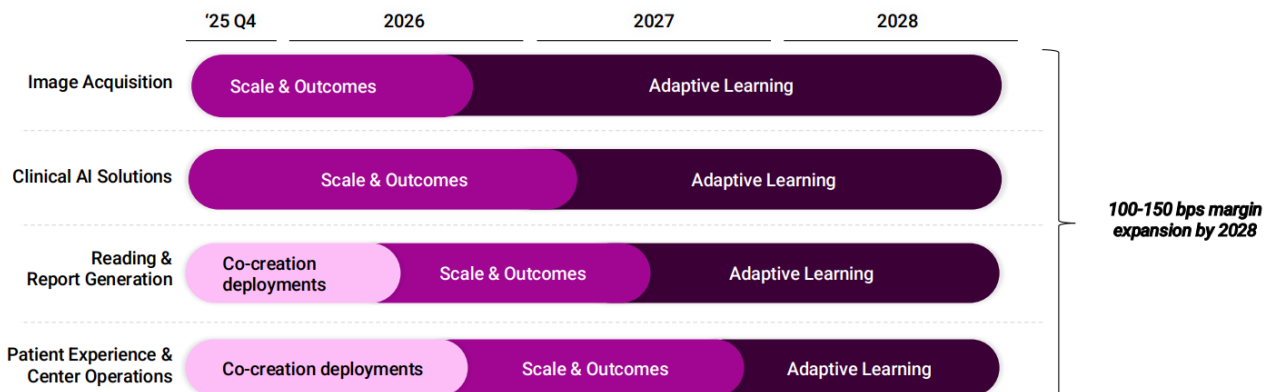 ‘25 Q4
2026
2027
2028
Image Acquisition
Scale & Outcomes
Adaptive Learning
Clinical AI Solutions
Scale & Outcomes
Adaptive Learning
100-150 bps margin
expansion by 2028
Reading &
Report Generation
Co-creation
deployments
Scale & Outcomes
Adaptive Learning
Patient Experience &
Center Operations
Co-creation deployments
Scale & Outcomes
Adaptive Learning